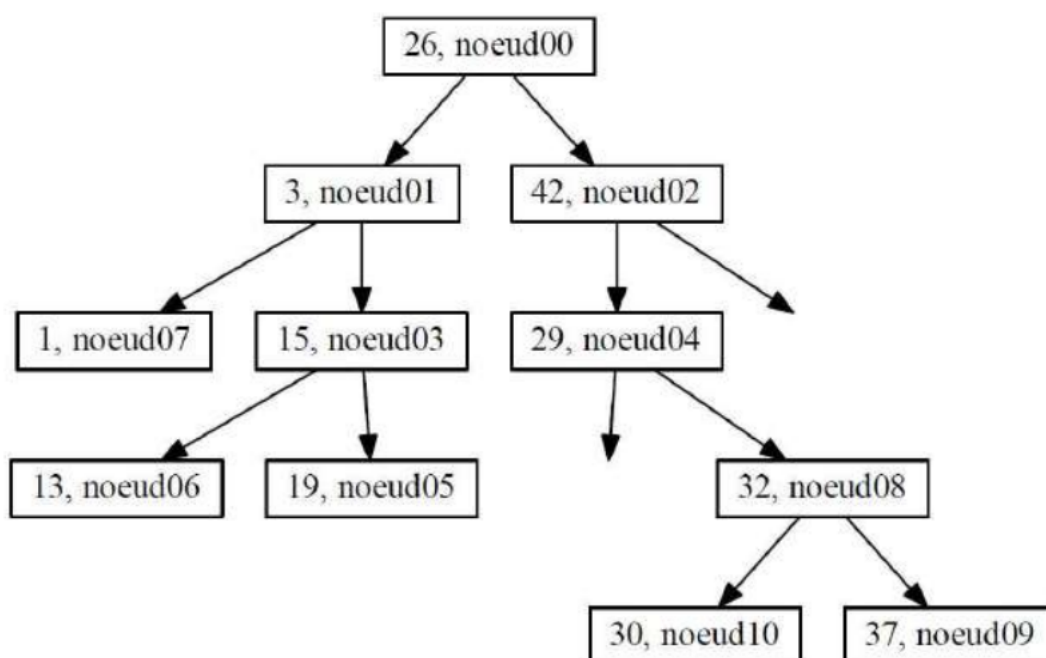 26, noeud00
3, noeud01
42, noeud02
1, noeud07
15, noeud03
29, noeud04
13, noeud06
19, noeud05
32, noeud08
30, noeud10
37, noeud09